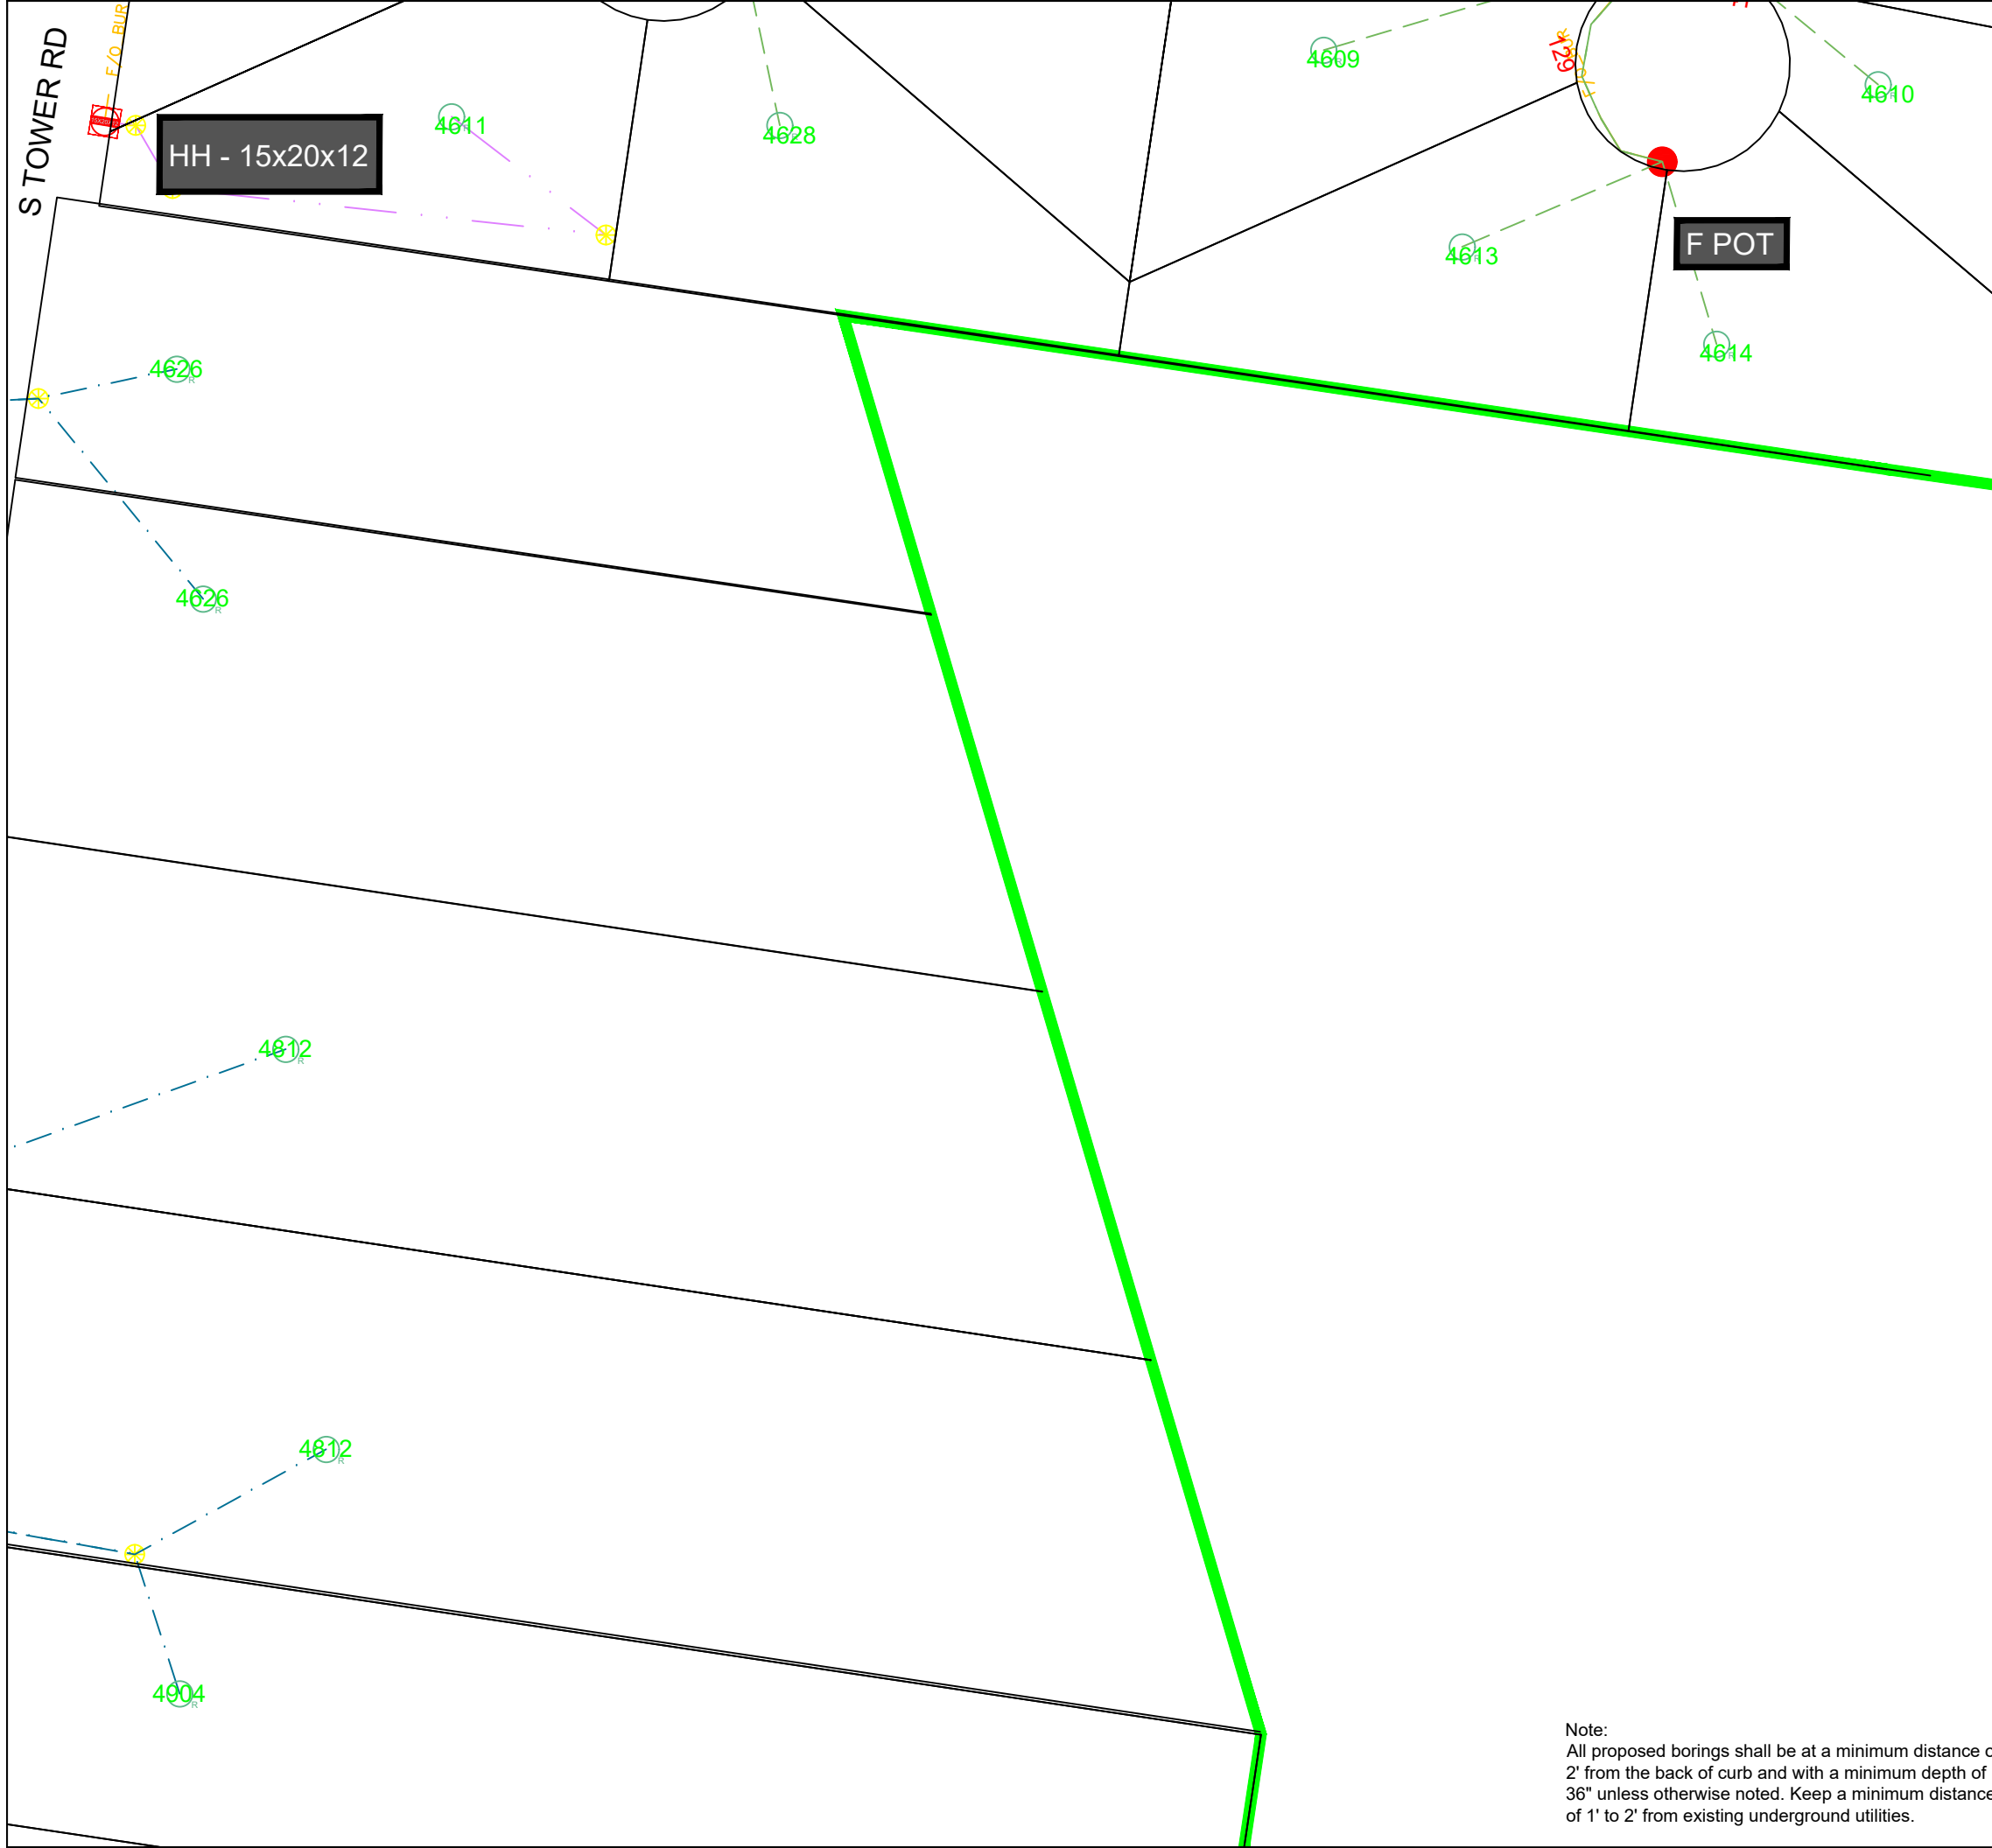 S TOWER RD
F/O BUR
HH - 15x20x12
4611
4628
4609
129
4610
4613
F POT
4614
4626
R
4626
R
4812
R
4812
R
4904
R
Note:
All proposed borings shall be at a minimum distance
2' from the back of curb and with a minimum depth of
36" unless otherwise noted. Keep a minimum distance
of 1' to 2' from existing underground utilities.